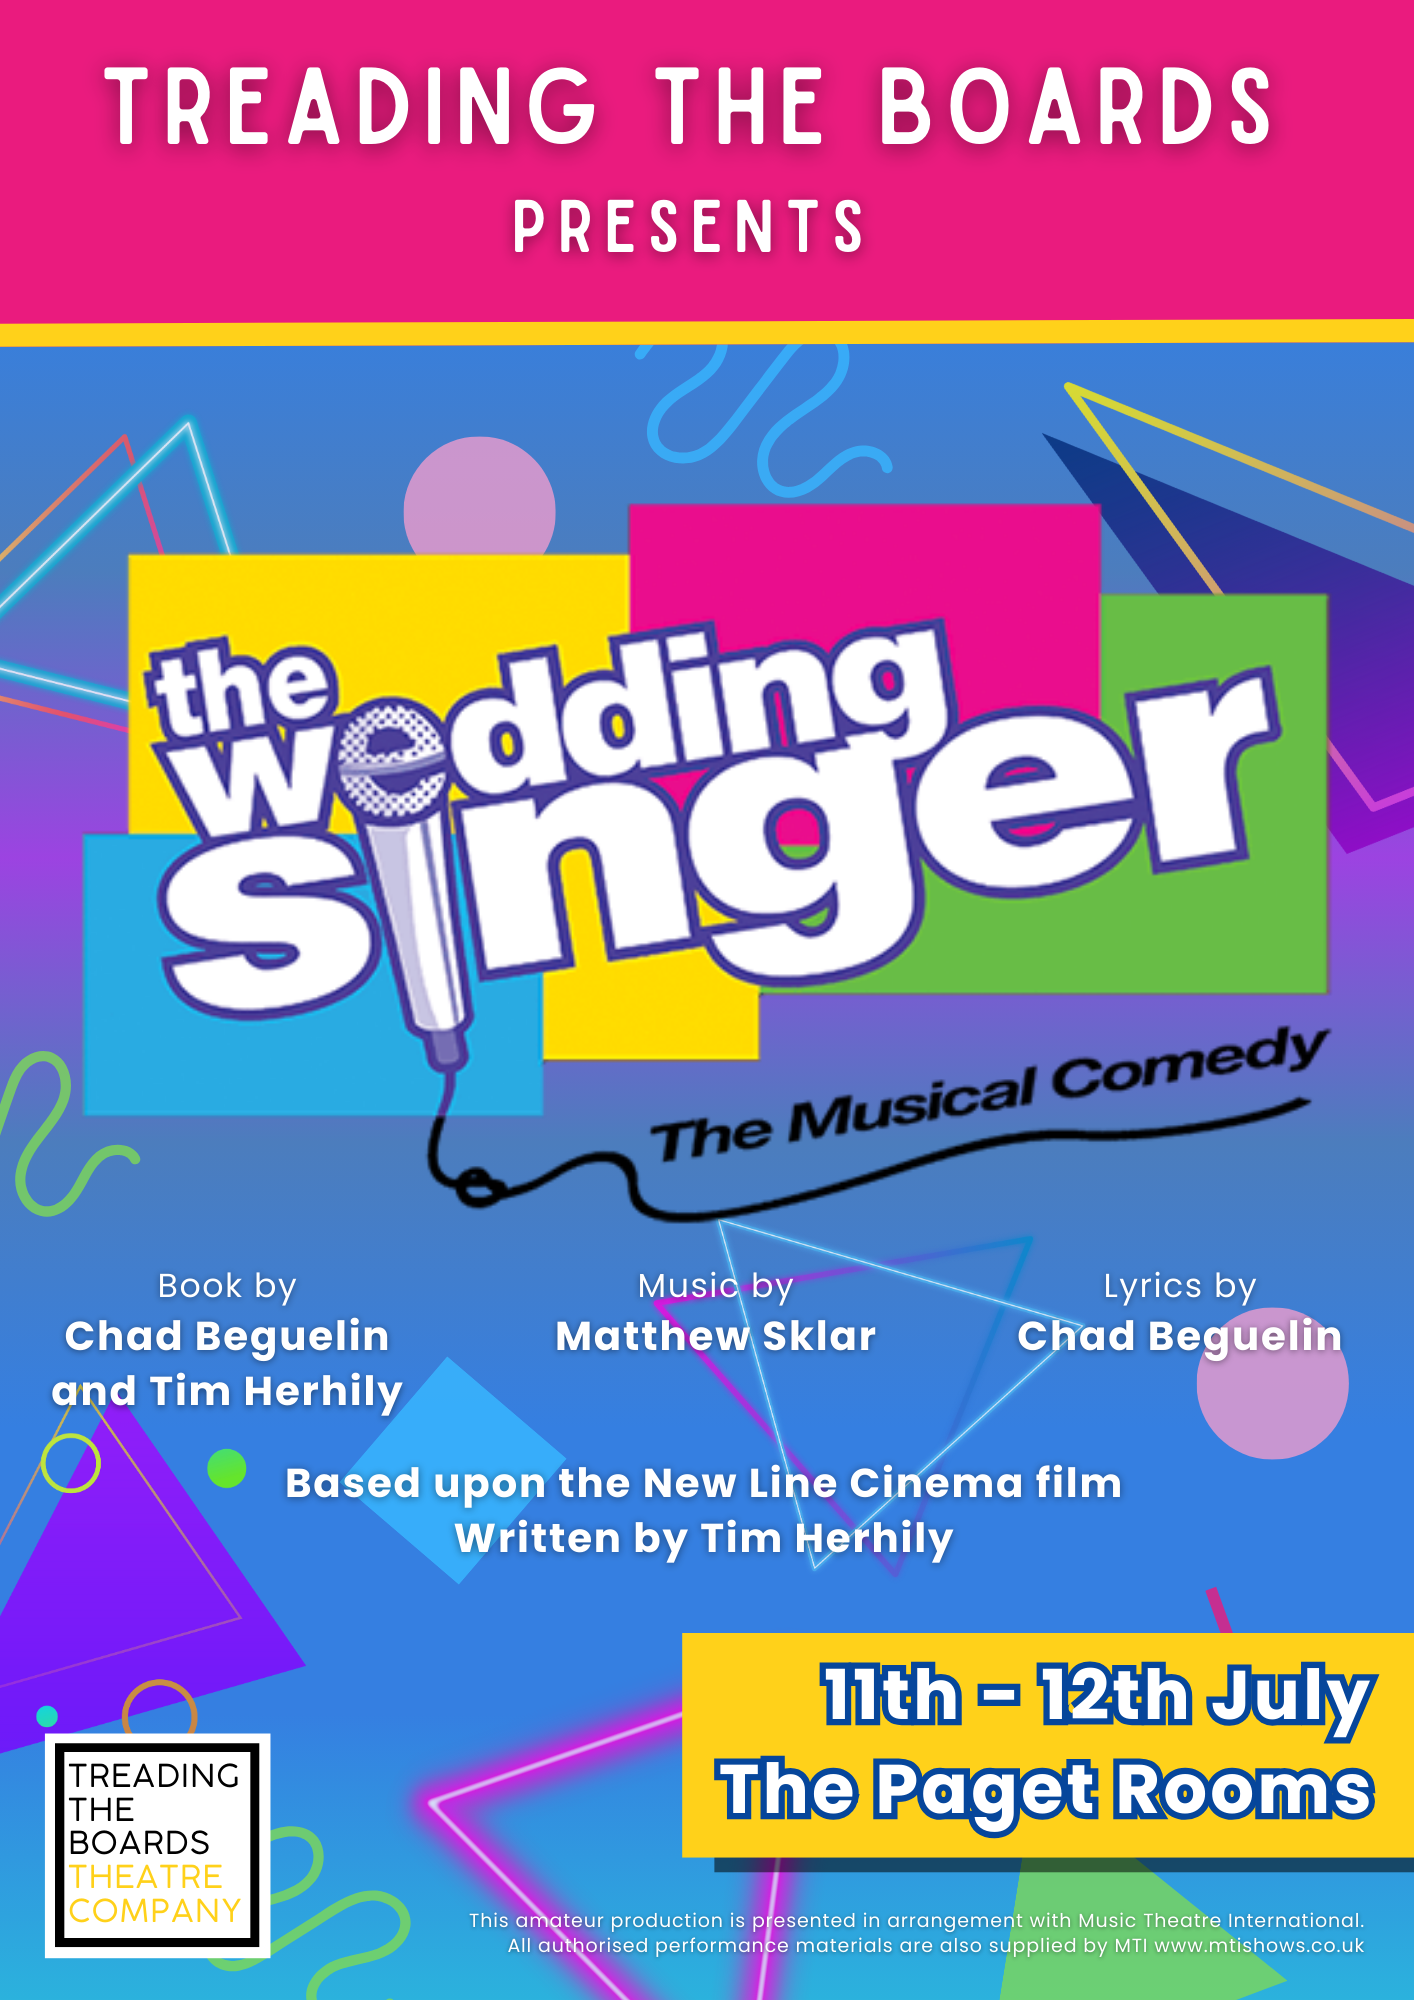 TREADING THE BOARDS
PRESENTS
the
wedding
singer
The Musical Comedy
Book by
Chad Beguelin
and Tim Herhily
Music by
Matthew Sklar
Lyrics by
Chad Beguelin
Based upon the New Line Cinema film
Written by Tim Herhily
11th - 12th July
The Paget Rooms
TREADING
THE
BOARDS
THEATRE
COMPANY
This amateur production is presented in arrangement with Music Theatre International.
All authorised performance materials are also supplied by MTI www.mtishows.co.uk